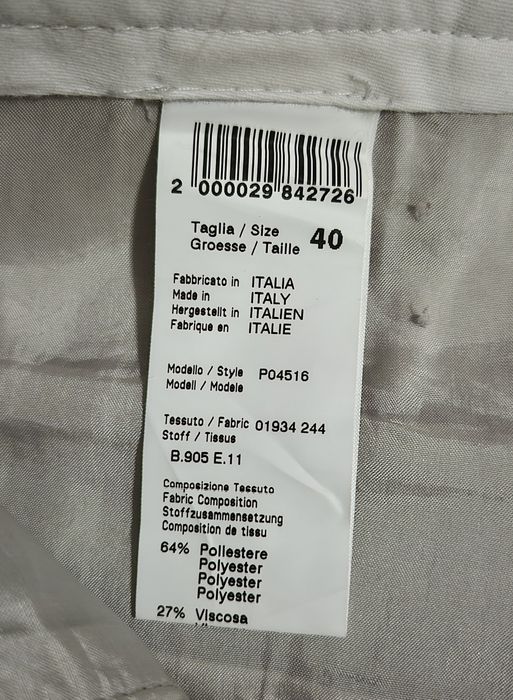 2 000029 842726
Taglia / Size 40
Groesse / Taille
Fabbricato in ITALIA
Made in ITALY
Hergestellt in ITALIEN
Fabrique en ITALIE
Modello / Style P04516
Modell / Modele
Tessuto / Fabric 01934 244
Stoff / Tissus
B.905 E.11
Composizione Tessuto
Fabric Composition
Stoffzusammensetzung
Composition de tissu
64% Poliestere
Polyester
Polyester
Polyester
27% Viscosa